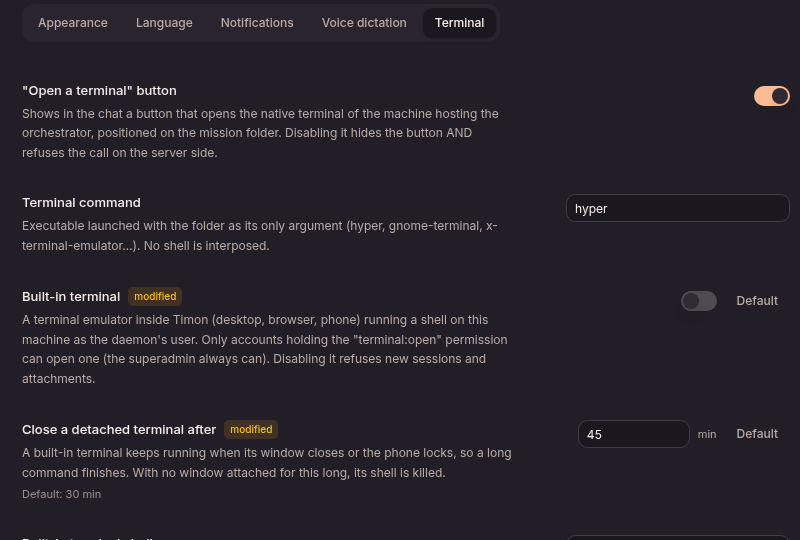 Appearance
Language
Notifications
Voice dictation
Terminal
"Open a terminal" button
Shows in the chat a button that opens the native terminal of the machine hosting the
orchestrator, positioned on the mission folder. Disabling it hides the button AND
refuses the call on the server side.
Terminal command
Executable launched with the folder as its only argument (hyper, gnome-terminal, x-
terminal-emulator...). No shell is interposed.
hyper
Built-in terminal
modified
A terminal emulator inside Timon (desktop, browser, phone) running a shell on this
machine as the daemon's user. Only accounts holding the "terminal:open" permission
can open one (the superadmin always can). Disabling it refuses new sessions and
attachments.
Default
Close a detached terminal after
modified
A built-in terminal keeps running when its window closes or the phone locks, so a long
command finishes. With no window attached for this long, its shell is killed.
Default: 30 min
45
min
Default